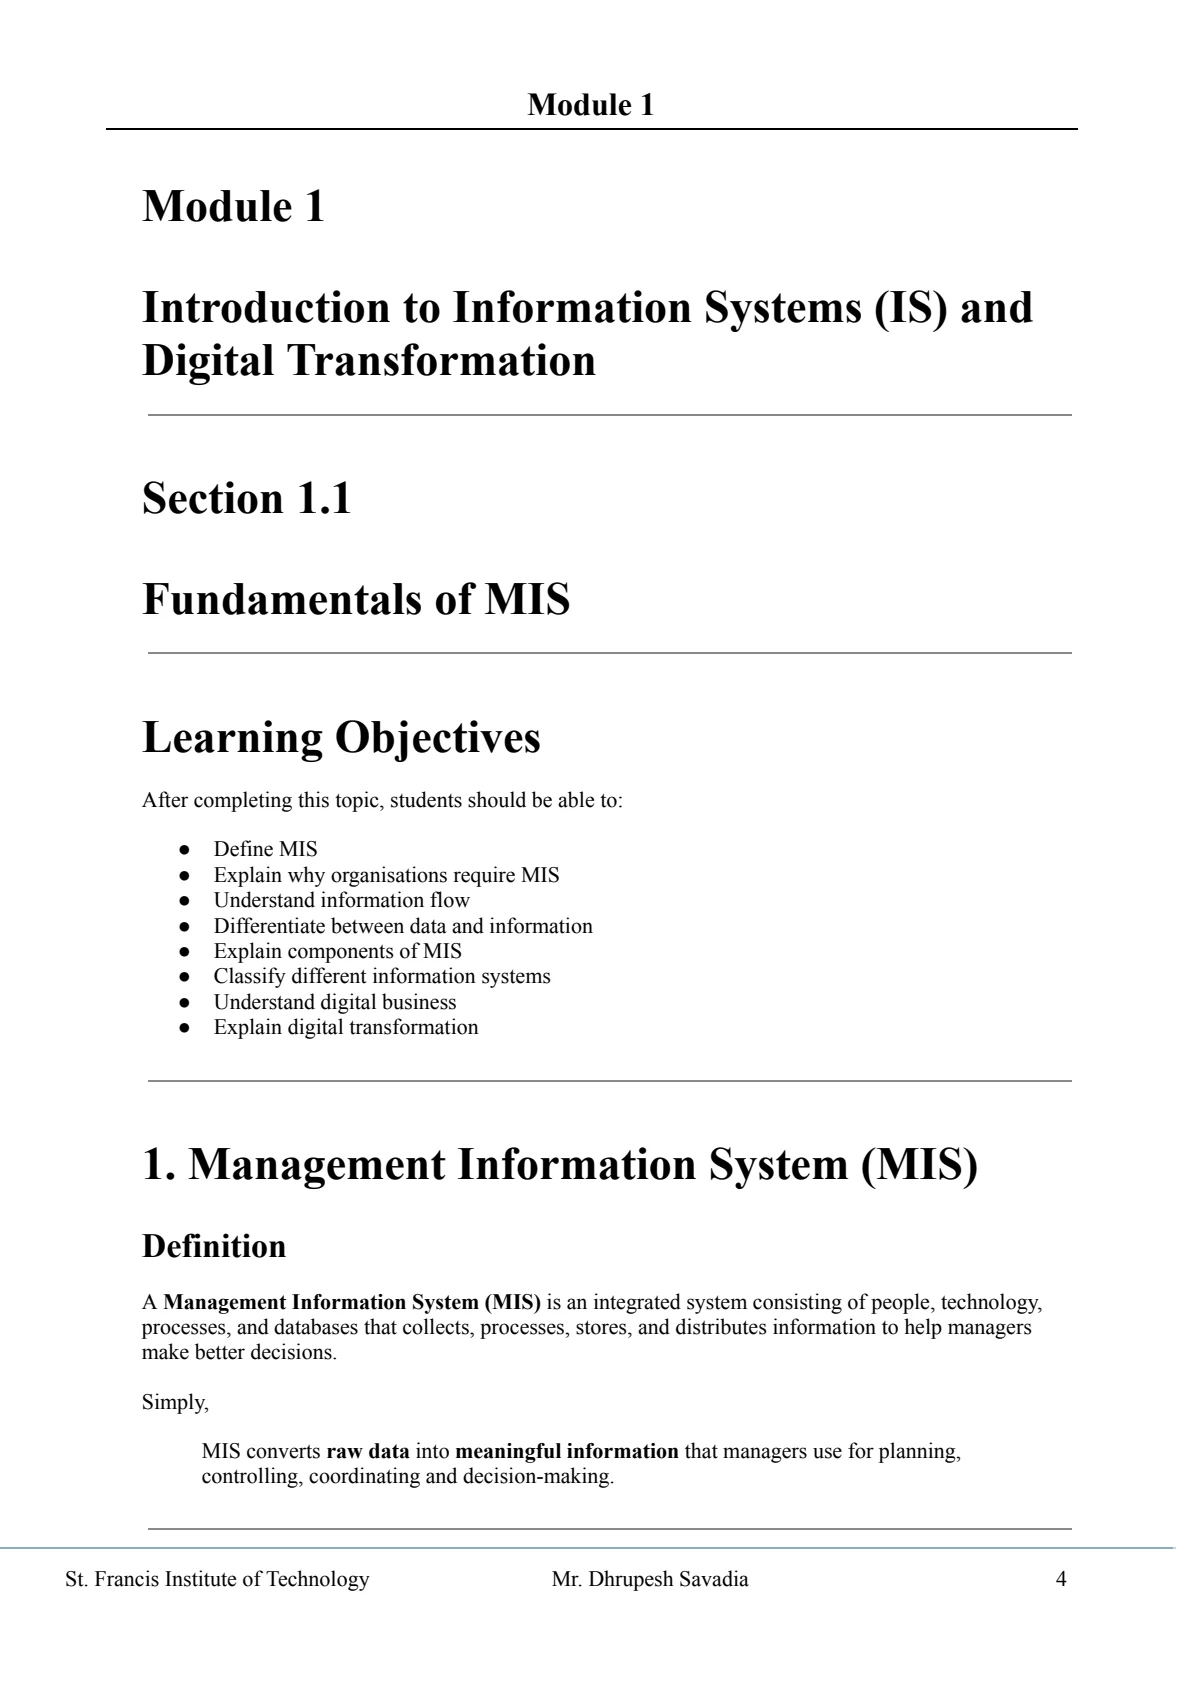 Module 1
Module 1
Introduction to Information Systems (IS) and
Digital Transformation
Section 1.1
Fundamentals of MIS
Learning Objectives
After completing this topic, students should be able to:
● Define MIS
● Explain why organisations require MIS
● Understand information flow
● Differentiate between data and information
● Explain components of MIS
● Classify different information systems
● Understand digital business
● Explain digital transformation
1. Management Information System (MIS)
Definition
A Management Information System (MIS) is an integrated system consisting of people, technology,
processes, and databases that collects, processes, stores, and distributes information to help managers
make better decisions.
Simply,
MIS converts raw data into meaningful information that managers use for planning,
controlling, coordinating and decision-making.
St. Francis Institute of Technology Mr. Dhrupesh Savadia 4